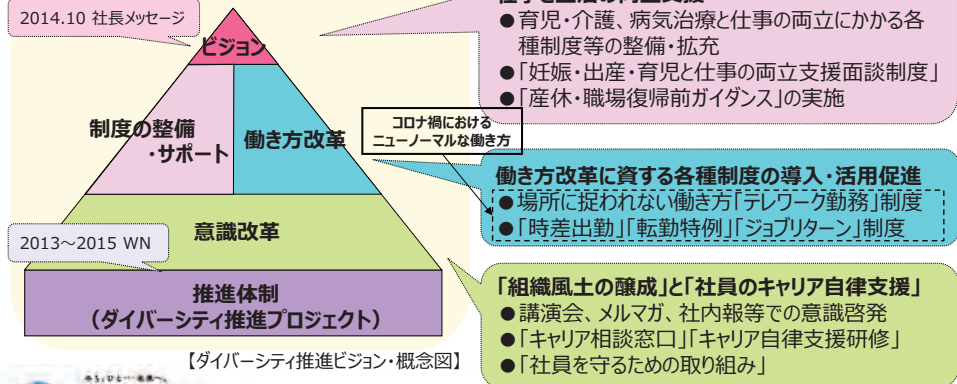 2014.10 社長メッセージ
ビジョン
制度の整備
・サポート
働き方改革
コロナ禍における
ニューノーマルな働き方
意識改革
2013～2015 WN
推進体制
（ダイバーシティ推進プロジェクト）
【ダイバーシティ推進ビジョン・概念図】
●育児・介護、病気治療と仕事の両立にかかる各
種制度等の整備・拡充
●「妊娠・出産・育児と仕事の両立支援面談制度」
●「産休・職場復帰前ガイダンス」の実施
働き方改革に資する各種制度の導入・活用促進
●場所に捉われない働き方「テレワーク勤務」制度
●「時差出勤」「転勤特例」「ジョブリターン」制度
「組織風土の醸成」と「社員のキャリア自律支援」
●講演会、メルマガ、社内報等での意識啓発
●「キャリア相談窓口」「キャリア自律支援研修」
●「社員を守るための取り組み」